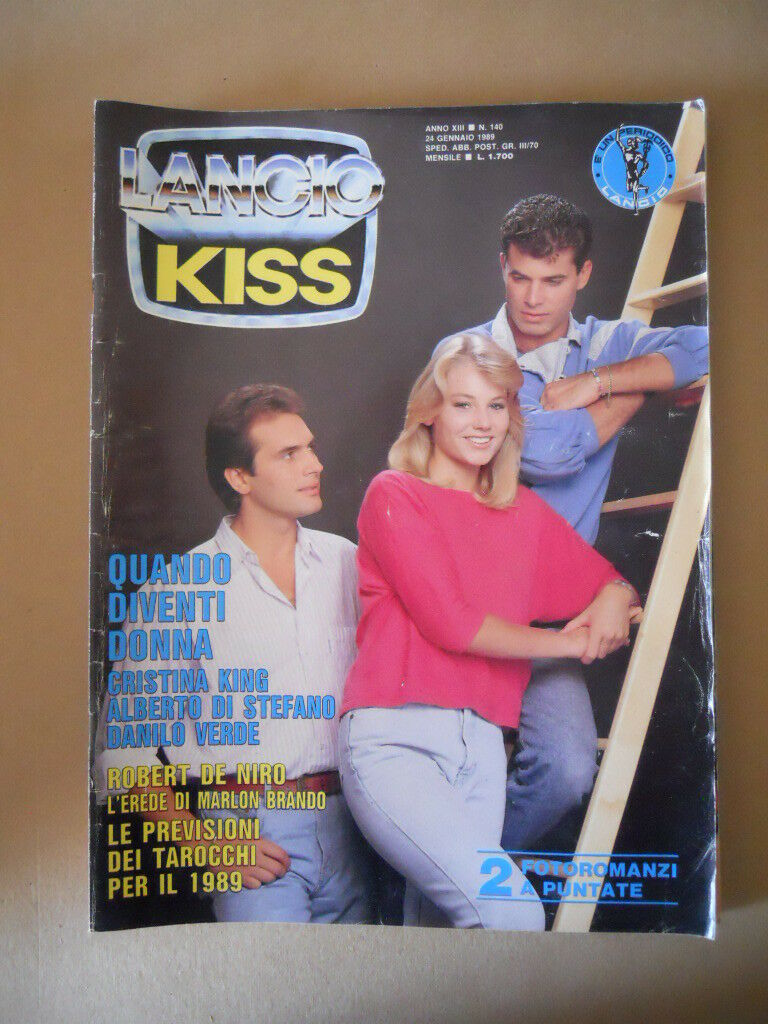 LANCIO
KISS
ANNO XIII ■ N. 140
24 GENNAIO 1989
SPED. ABB. POST. GR. III/70
MENSILE ■ L. 1.700
E' UN PERIODICO
LANCIO
QUANDO
DIVENTI
DONNA
CRISTINA KING
ALBERTO DI STEFANO
DANILO VERDE
ROBERT DE NIRO
L'EREDE DI MARLON BRANDO
LE PREVISIONI
DEI TAROCCHI
PER IL 1989
2 FOTOROMANZI
A PUNTATE